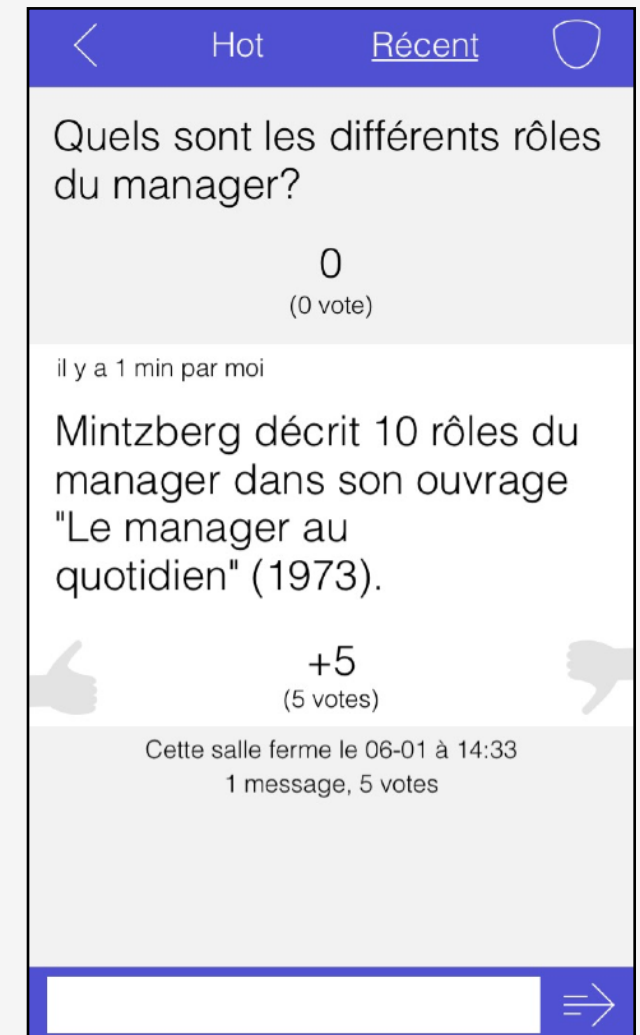 Hot Récent
Quels sont les différents rôles
du manager?
0
(0 vote)
il y a 1 min par moi
Mintzberg décrit 10 rôles du
manager dans son ouvrage
"Le manager au
quotidien" (1973).
+5
(5 votes)
Cette salle ferme le 06-01 à 14:33
1 message, 5 votes